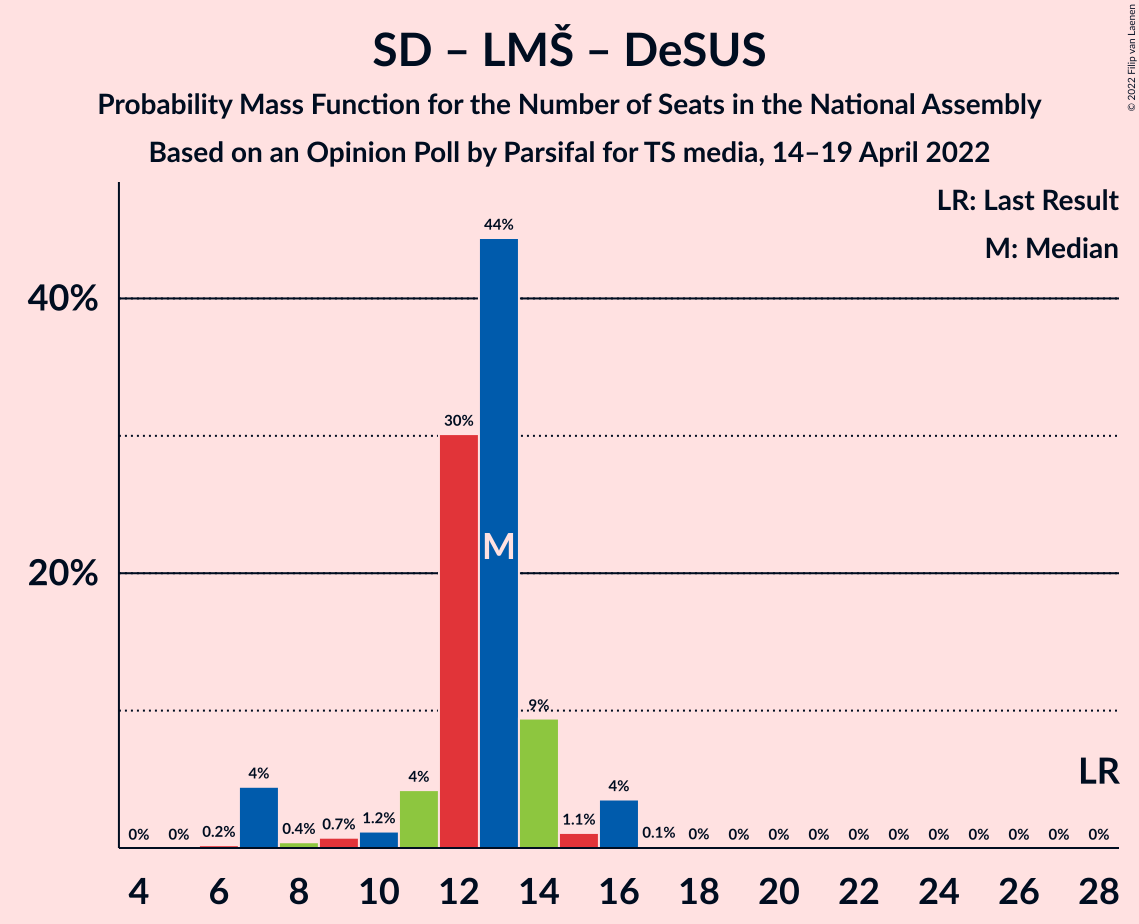 SD – LMŠ – DeSUS
Probability Mass Function for the Number of Seats in the National Assembly
Based on an Opinion Poll by Parsifal for TS media, 14–19 April 2022
© 2022 Filip van Laenen
LR: Last Result
M: Median
40%
20%
0% 0% 0.2% 4% 0.4% 0.7% 1.2% 4% 30% 44% 9% 1.1% 4% 0.1% 0% 0% 0% 0% 0% 0% 0% 0% 0% 0% 0%
M
LR
4 6 8 10 12 14 16 18 20 22 24 26 28